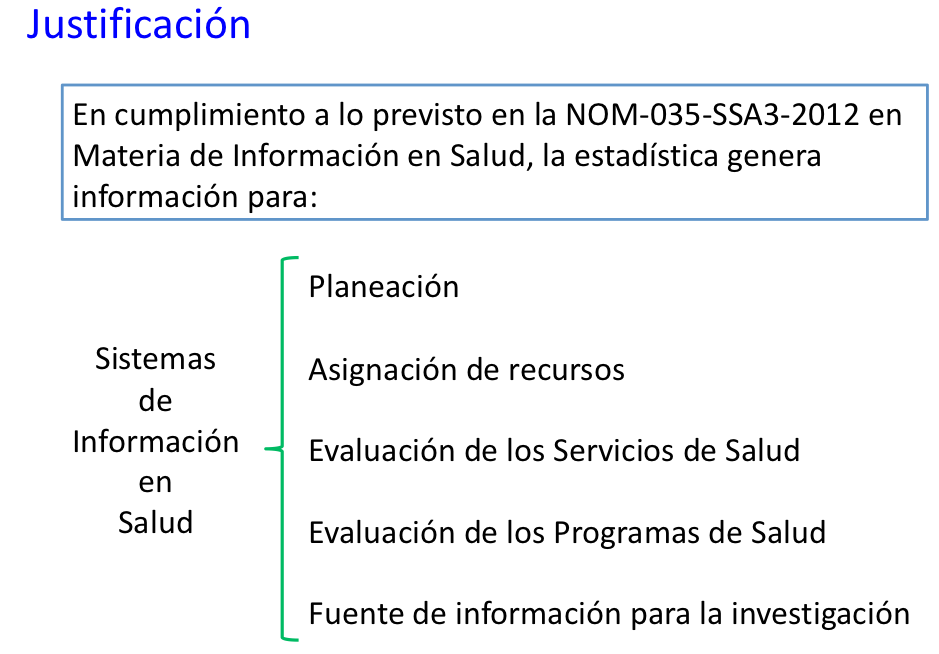 Justificación
En cumplimiento a lo previsto en la NOM-035-SSA3-2012 en
Materia de Información en Salud, la estadística genera
información para:
Sistemas
de
Información
en
Salud
Planeación
Asignación de recursos
Evaluación de los Servicios de Salud
Evaluación de los Programas de Salud
Fuente de información para la investigación